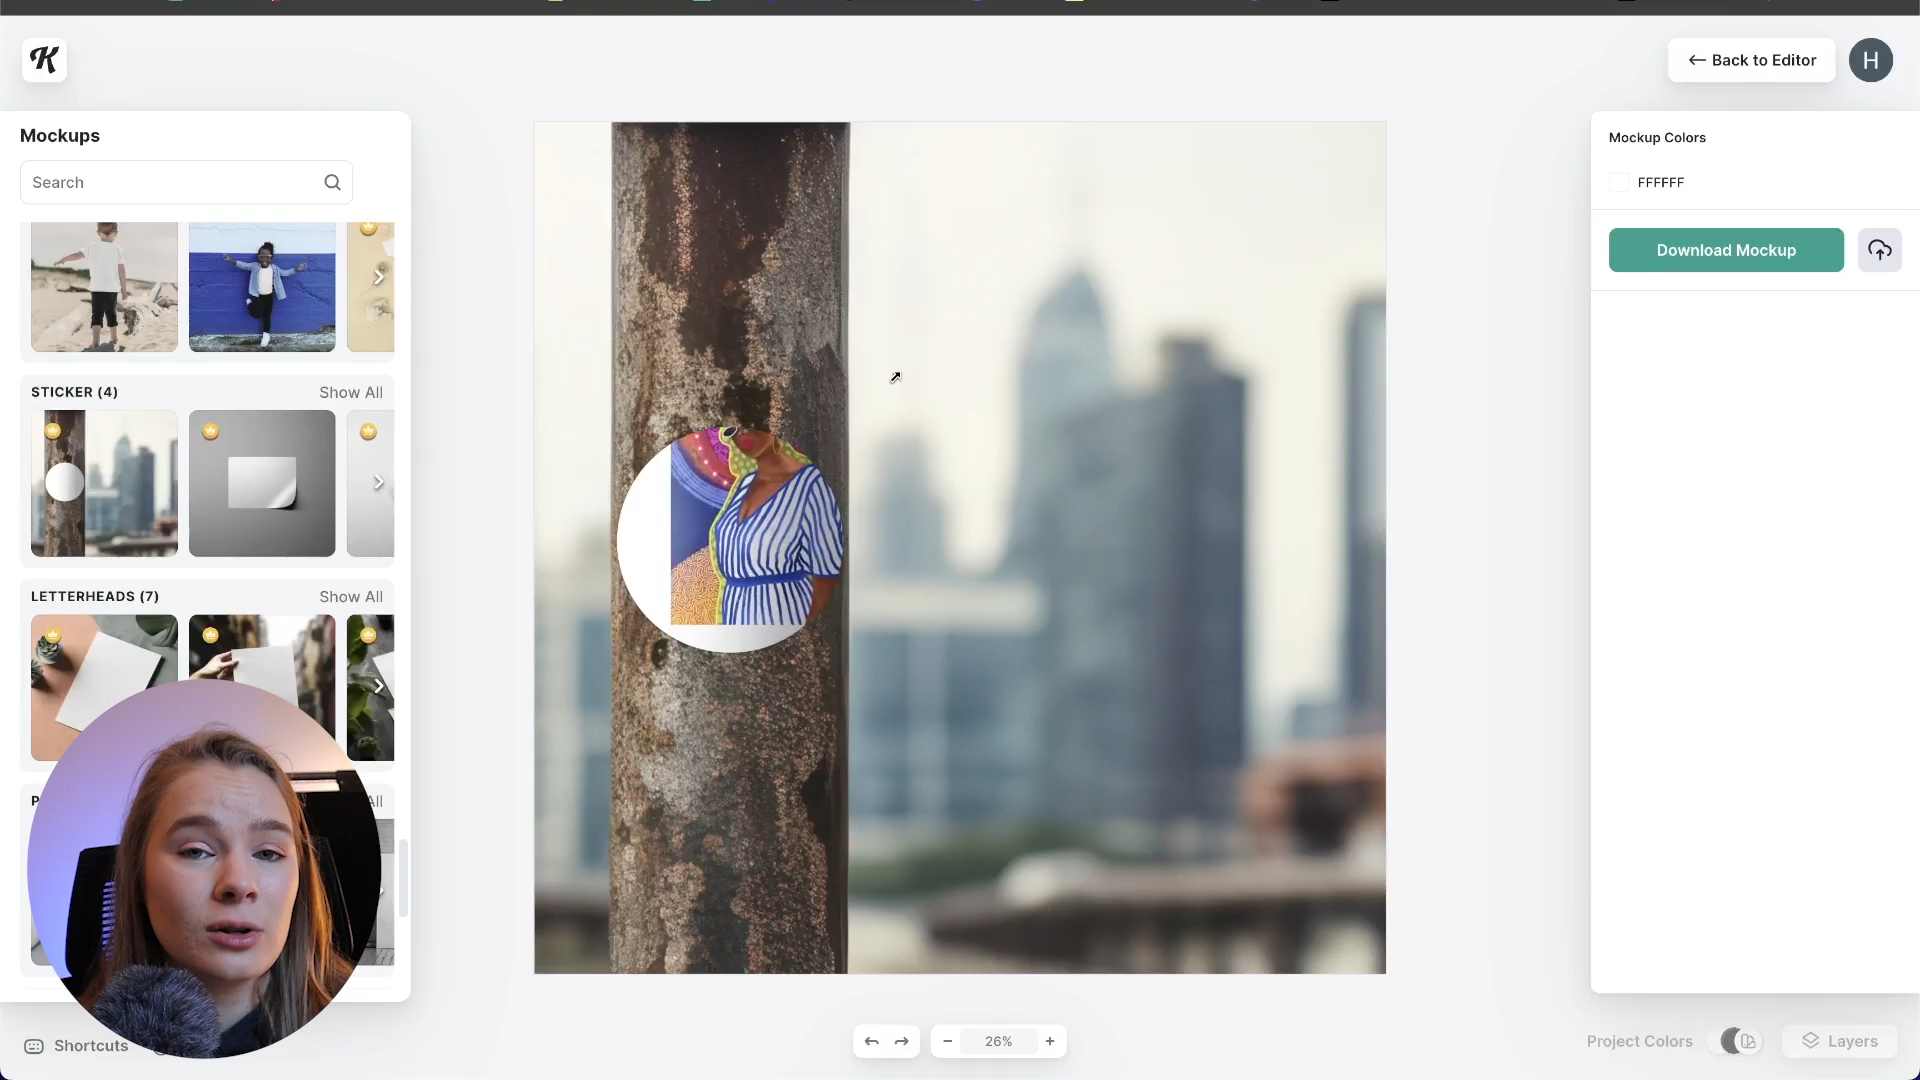 K
Back to Editor
H
Mockups
Search
STICKER (4)
Show All
LETTERHEADS (7)
Show All
P
All
Shortcuts
26%
Mockup Colors
FFFFFF
Download Mockup
Project Colors
Layers